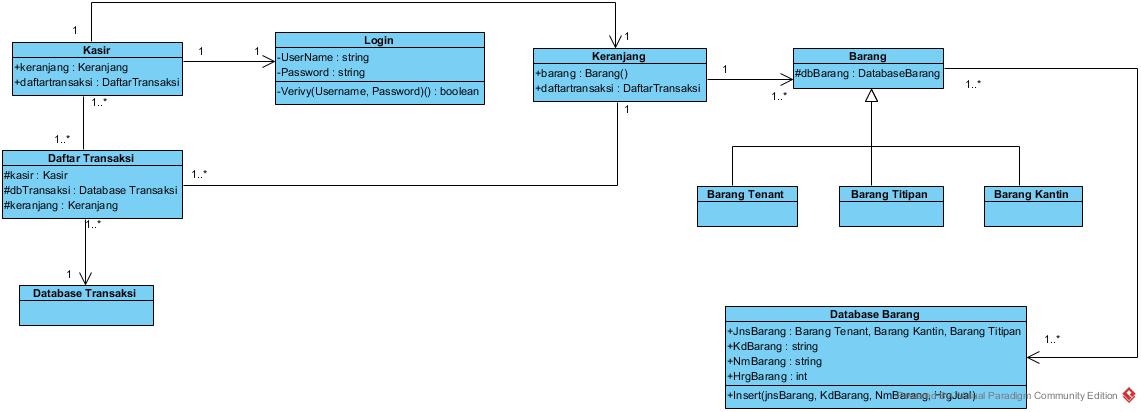 1
Kasir
+keranjang : Keranjang
+daftartransaksi : DaftarTransaksi
1
1
Login
-UserName : string
-Password : string
-Verivy(Username, Password)() : boolean
1
Keranjang
+barang : Barang()
+daftartransaksi : DaftarTransaksi
1
1..*
Barang
#dbBarang : DatabaseBarang
1..*
1..*
1..*
1
Daftar Transaksi
#kasir : Kasir
#dbTransaksi : Database Transaksi
#keranjang : Keranjang
1..*
Barang Tenant
Barang Titipan
Barang Kantin
1..*
1
Database Transaksi
Database Barang
+JnsBarang : Barang Tenant, Barang Kantin, Barang Titipan
+KdBarang : string
+NmBarang : string
+HrgBarang : int
+Insert(jnsBarang, KdBarang, NmBarang, HrgJual)
1..*
Visual Paradigm Community Edition